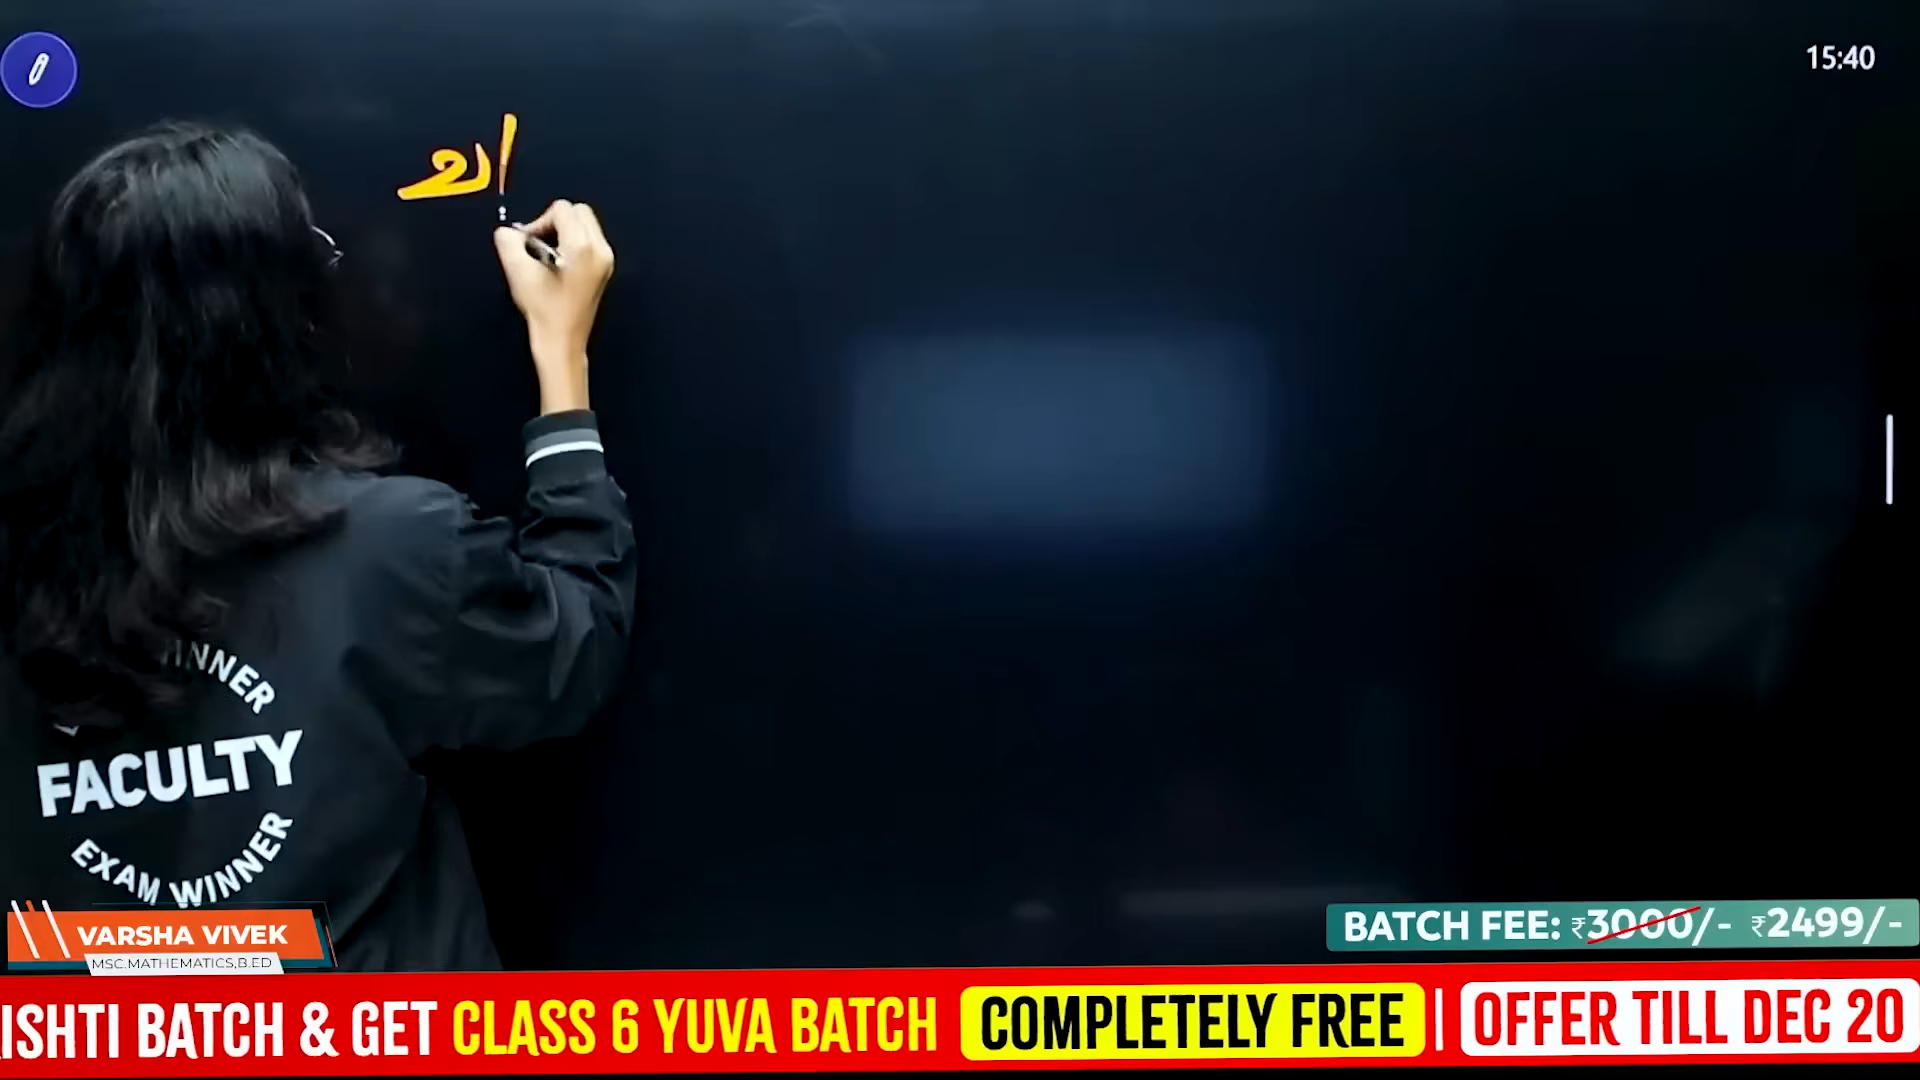 15:40
INNER
FACULTY
EXAM WINNER
VARSHA VIVEK
MSC.MATHEMATICS,B.ED
BATCH FEE: ₹3000/- ₹2499/-
ISHTI BATCH & GET CLASS 6 YUVA BATCH COMPLETELY FREE | OFFER TILL DEC 20